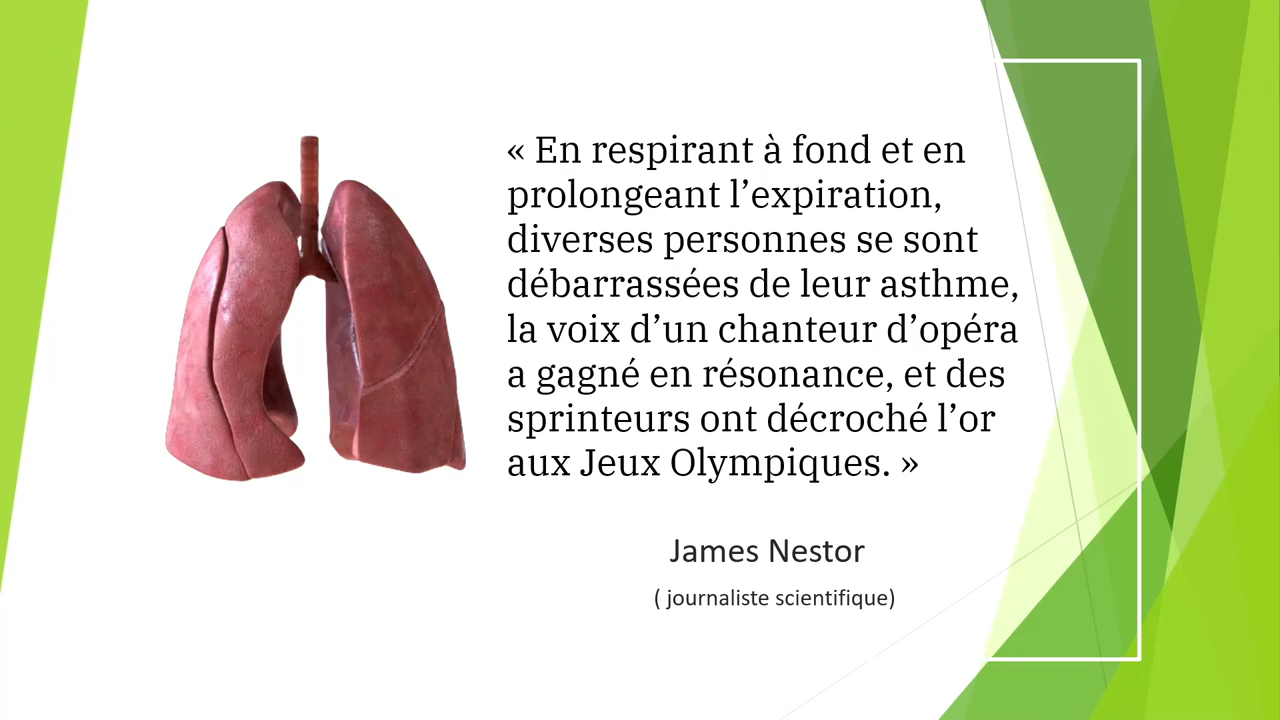 « En respirant à fond et en
prolongeant l’expiration,
diverses personnes se sont
débarrassées de leur asthme,
la voix d’un chanteur d’opéra
a gagné en résonance, et des
sprinteurs ont décroché l’or
aux Jeux Olympiques. »
James Nestor
( journaliste scientifique)